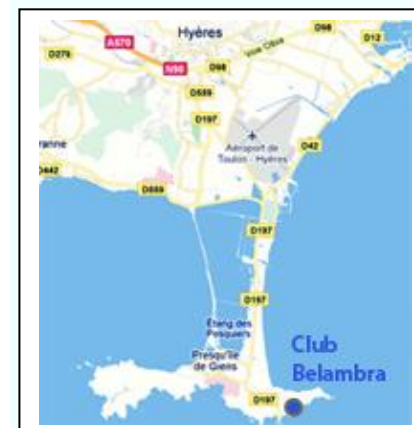 Hyères
D98
D12
A570
Voie Olbia
D276
N98
D98
D559
D197
Aéroport de
Toulon - Hyères
D42
D442
D559
D197
D197
Étang des
Pesquiers
Presqu'île
de Giens
Club
Belambra
D197